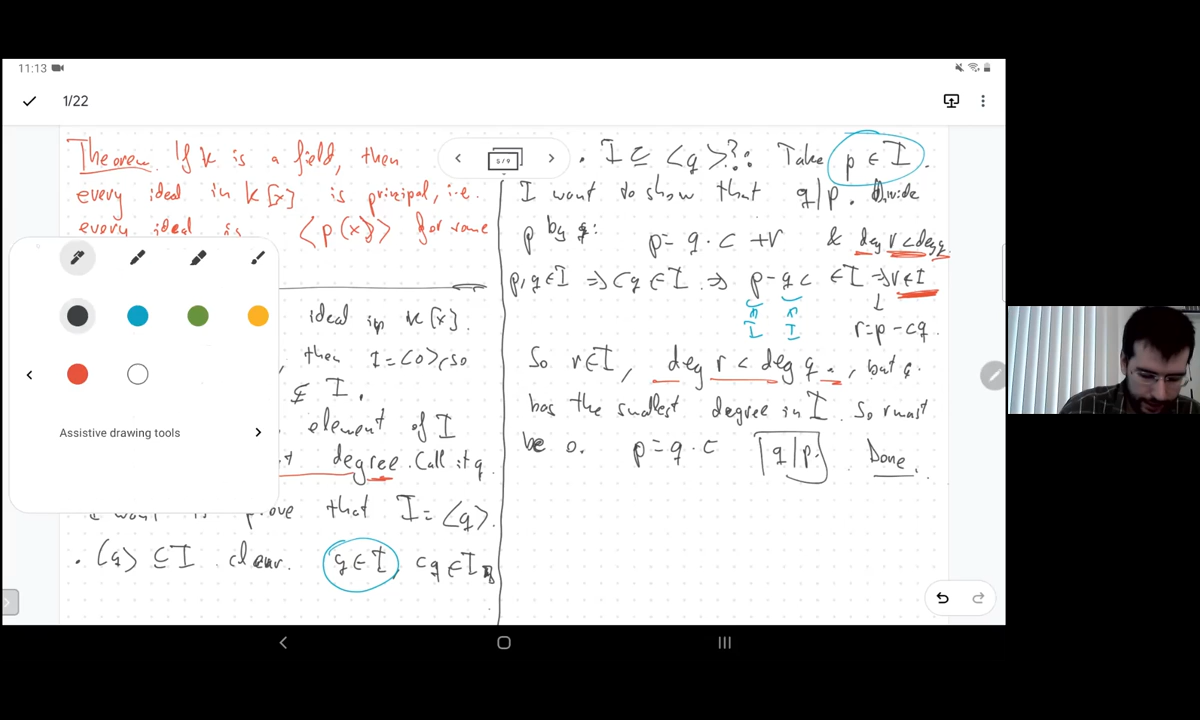 11:13
1/22
5/9
Theorem. If k is a field, then
every ideal in k[x] is principal, i.e.
every ideal is <p(x)> for some
ideal in k[x].
then I = <0>, (so
∉ I.
element of I
degree. Call it q.
prove that I = <q>.
. <q> ⊆ I clear. q ∈ I, cq ∈ I
. I ⊆ <q>??: Take p ∈ I.
I want to show that q|p. Divide
p by q: p = q · c + r & deg r < deg q.
p, q ∈ I ⇒ cq ∈ I ⇒ p - qc ∈ I ⇒ r ∈ I
I I r = p - cq.
So r ∈ I, deg r < deg q., but q
has the smallest degree in I. So r must
be 0. p = q · c q|p. Done.
Assistive drawing tools